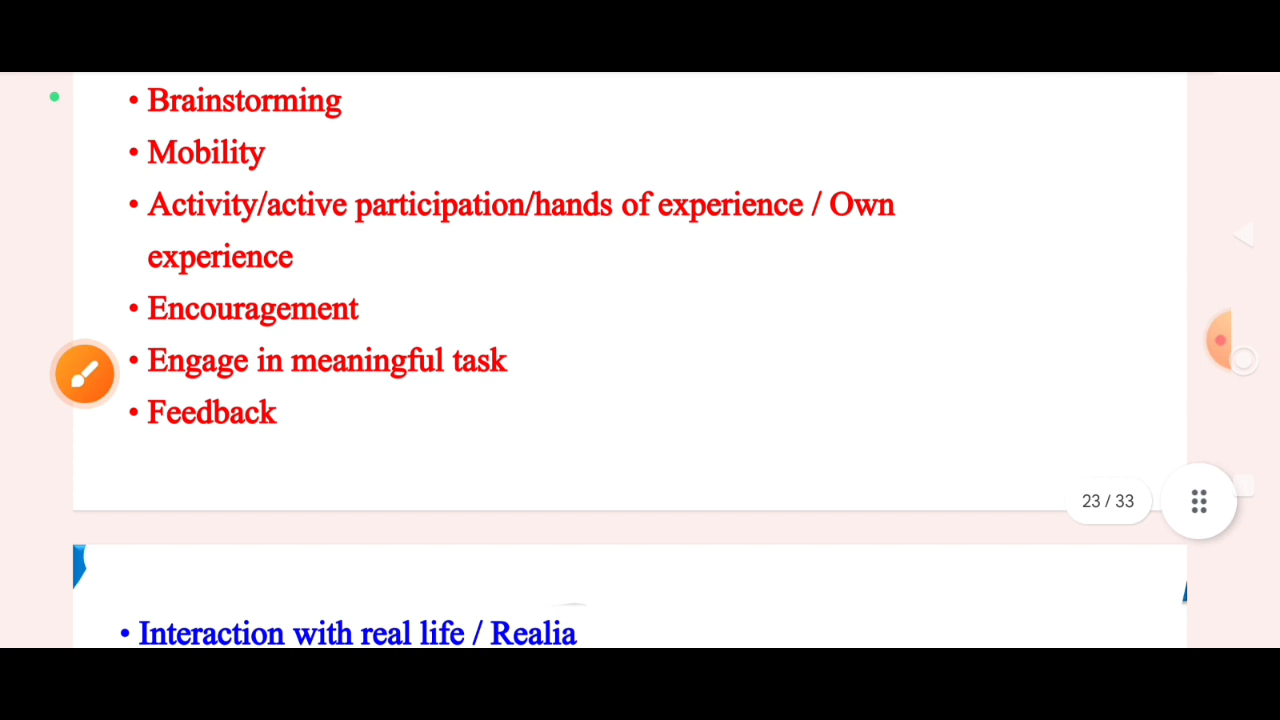 • Brainstorming
• Mobility
• Activity/active participation/hands of experience / Own
experience
• Encouragement
• Engage in meaningful task
• Feedback
23 / 33
• Interaction with real life / Realia